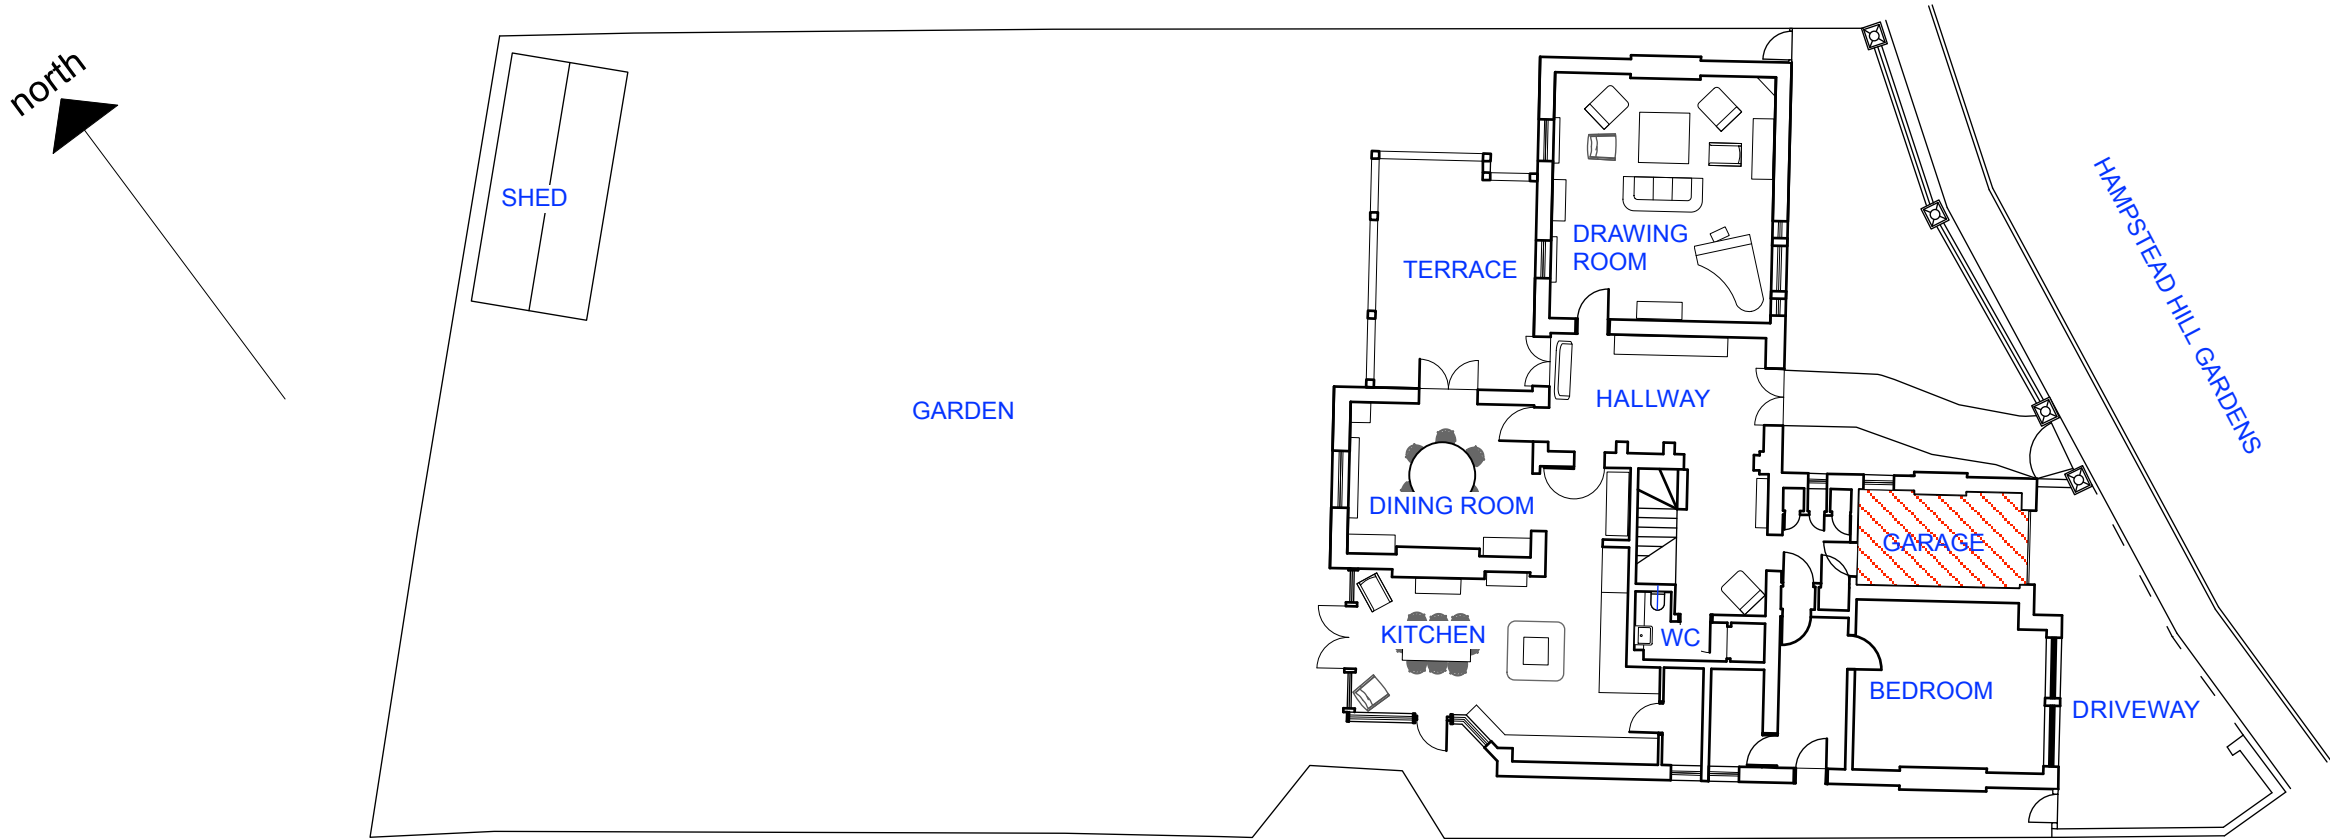 north
SHED
GARDEN
TERRACE
DRAWING
ROOM
HALLWAY
DINING ROOM
KITCHEN
WC
GARAGE
BEDROOM
DRIVEWAY
HAMPSTEAD HILL GARDENS